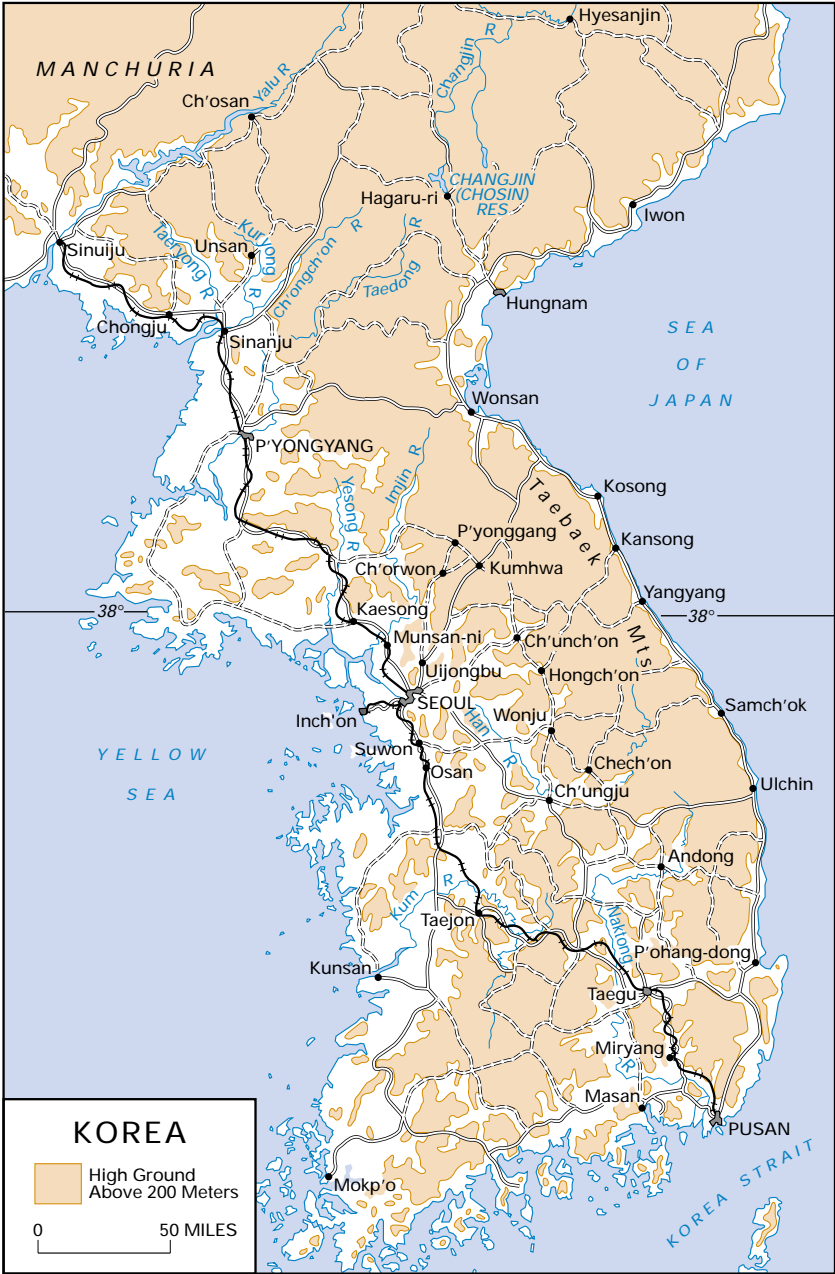 Hyesanjin
R
MANCHURIA
Changjin
Yalu R
Ch'osan
CHANGJIN
(CHOSIN)
RES
Hagaru-ri
Iwon
Sinuiju
Taeryong R
Unsan
Kuryong R
Ch'ongch'on R
Taedong R
Hungnam
Chongju
Sinanju
SEA
OF
JAPAN
Wonsan
P'YONGYANG
Imjin R
Yesong R
Taebaek
Kosong
P'yonggang
Kansong
Ch'orwon
Kumhwa
Yangyang
38°
38°
Kaesong
Munsan-ni
Ch'unch'on
Mts
Uijongbu
Hongch'on
SEOUL
Inch'on
Han R
Wonju
Samch'ok
Suwon
YELLOW
SEA
Osan
Chech'on
Ulchin
Ch'ungju
Andong
Kum R
Taejon
Naktong R
P'ohang-dong
Kunsan
Taegu
Miryang
Masan
PUSAN
KOREA STRAIT
Mokp'o
KOREA
High Ground
Above 200 Meters
0 50 MILES